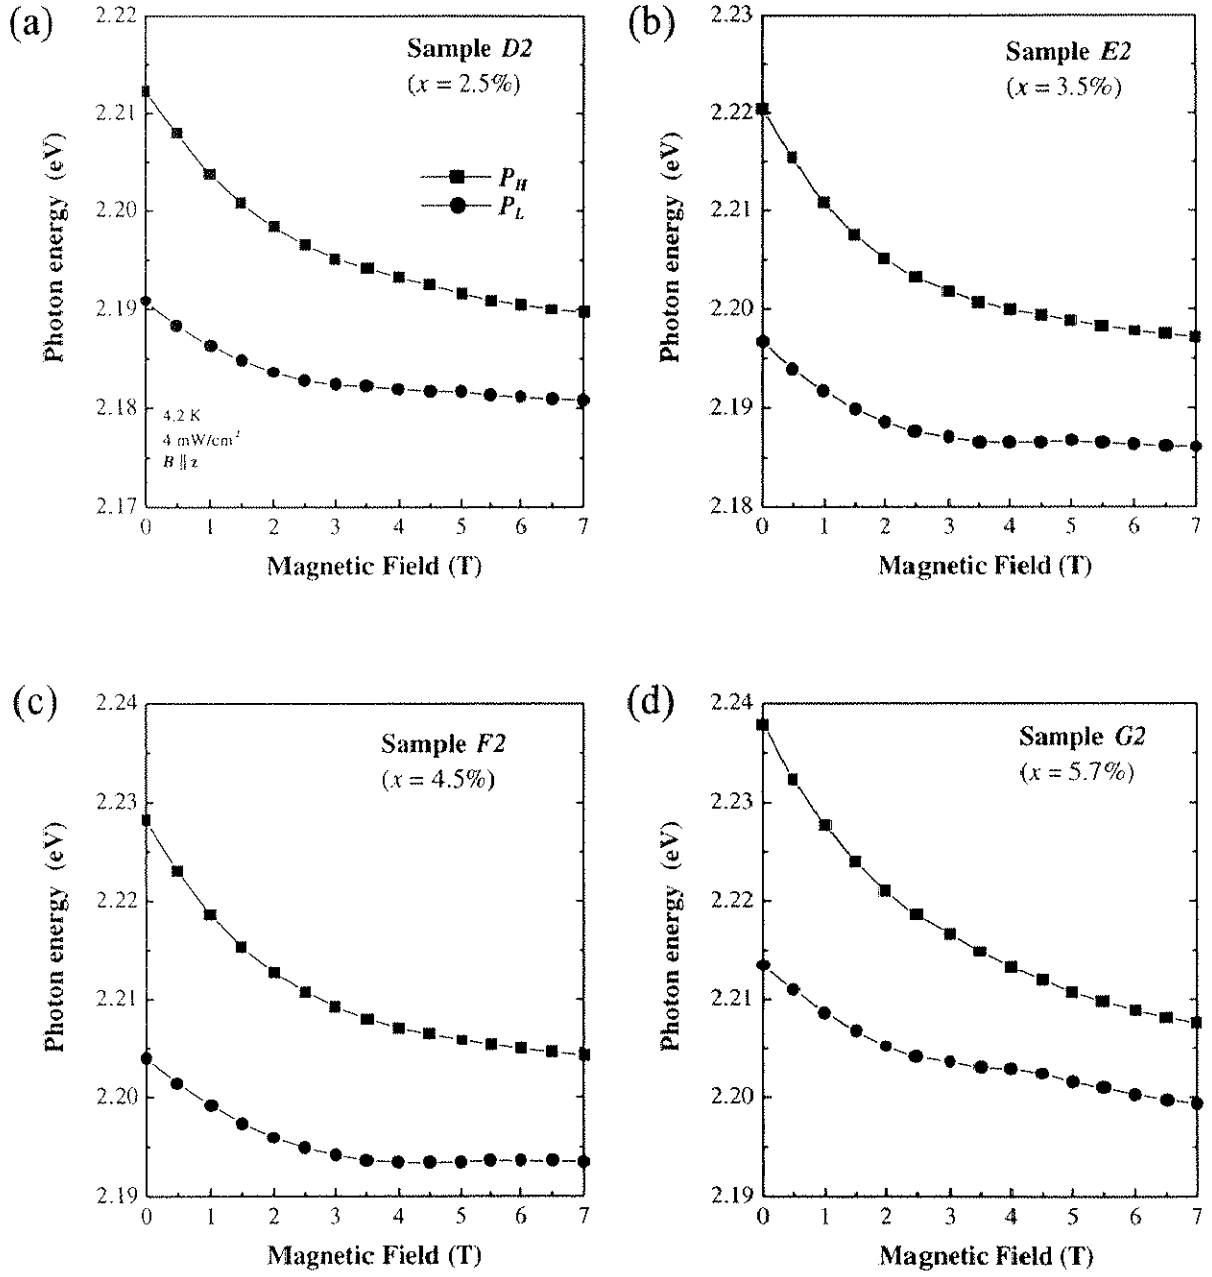 (a)
2.22
2.21
2.20
2.19
2.18
2.17
Photon energy (eV)
Sample D2
(x = 2.5%)
P_H
P_L
4.2 K
4 mW/cm²
B ∥ z
0 1 2 3 4 5 6 7
Magnetic Field (T)
(b)
2.23
2.22
2.21
2.20
2.19
2.18
Photon energy (eV)
Sample E2
(x = 3.5%)
0 1 2 3 4 5 6 7
Magnetic Field (T)
(c)
2.24
2.23
2.22
2.21
2.20
2.19
Photon energy (eV)
Sample F2
(x = 4.5%)
0 1 2 3 4 5 6 7
Magnetic Field (T)
(d)
2.24
2.23
2.22
2.21
2.20
2.19
Photon energy (eV)
Sample G2
(x = 5.7%)
0 1 2 3 4 5 6 7
Magnetic Field (T)